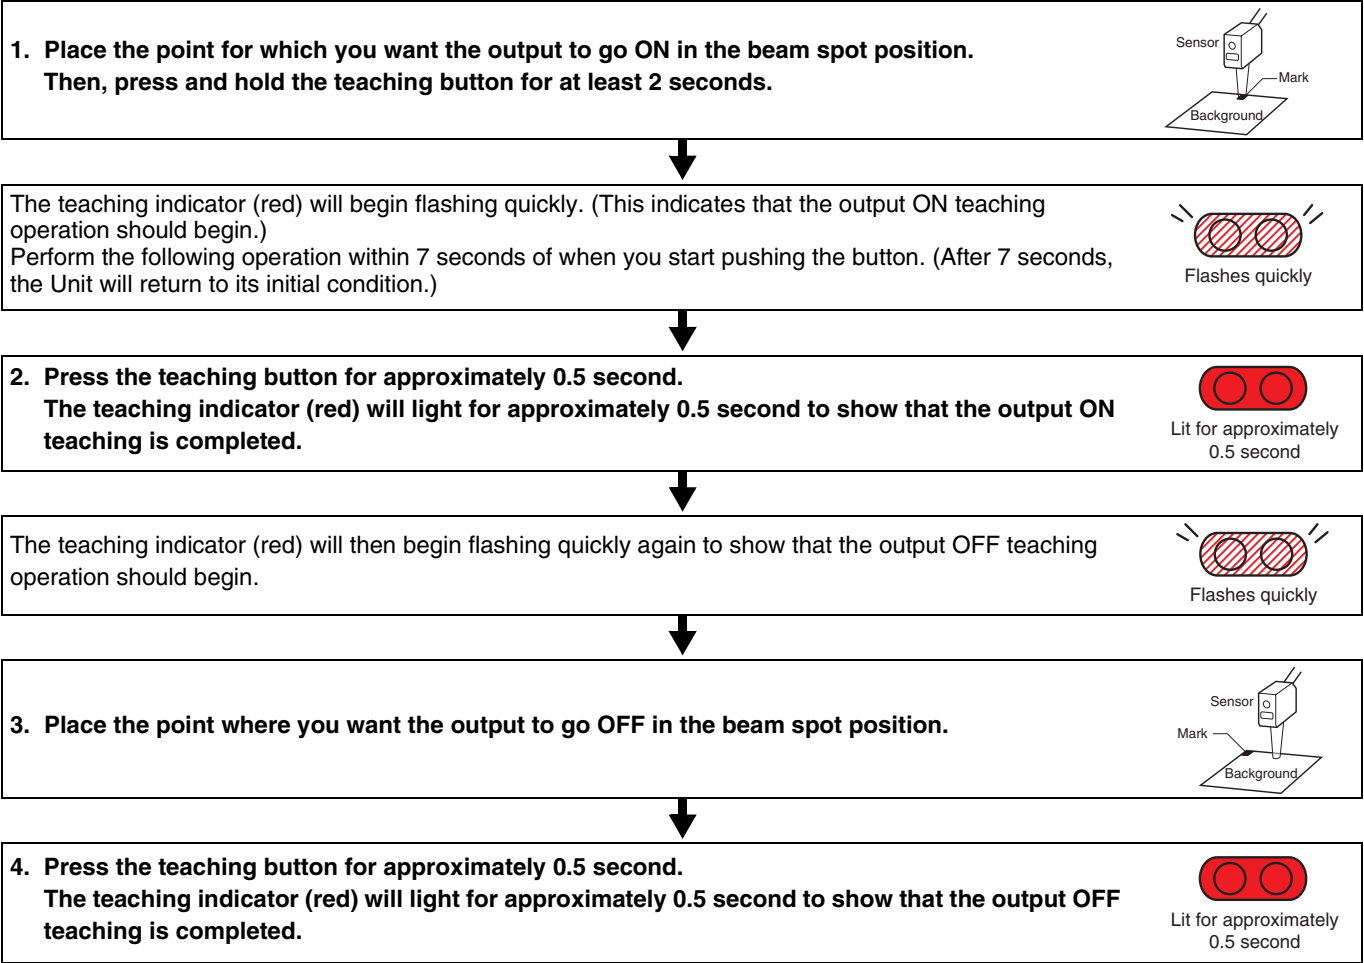 1. Place the point for which you want the output to go ON in the beam spot position.
Then, press and hold the teaching button for at least 2 seconds.
Sensor
Mark
Background
The teaching indicator (red) will begin flashing quickly. (This indicates that the output ON teaching
operation should begin.)
Perform the following operation within 7 seconds of when you start pushing the button. (After 7 seconds,
the Unit will return to its initial condition.)
Flashes quickly
2. Press the teaching button for approximately 0.5 second.
The teaching indicator (red) will light for approximately 0.5 second to show that the output ON
teaching is completed.
Lit for approximately
0.5 second
The teaching indicator (red) will then begin flashing quickly again to show that the output OFF teaching
operation should begin.
Flashes quickly
3. Place the point where you want the output to go OFF in the beam spot position.
Sensor
Mark
Background
4. Press the teaching button for approximately 0.5 second.
The teaching indicator (red) will light for approximately 0.5 second to show that the output OFF
teaching is completed.
Lit for approximately
0.5 second